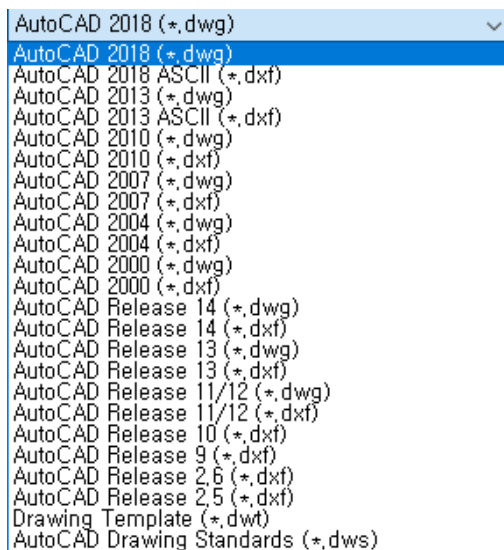 AutoCAD 2018 (*.dwg)
AutoCAD 2018 (*.dwg)
AutoCAD 2018 ASCII (*.dxf)
AutoCAD 2013 (*.dwg)
AutoCAD 2013 ASCII (*.dxf)
AutoCAD 2010 (*.dwg)
AutoCAD 2010 (*.dxf)
AutoCAD 2007 (*.dwg)
AutoCAD 2007 (*.dxf)
AutoCAD 2004 (*.dwg)
AutoCAD 2004 (*.dxf)
AutoCAD 2000 (*.dwg)
AutoCAD 2000 (*.dxf)
AutoCAD Release 14 (*.dwg)
AutoCAD Release 14 (*.dxf)
AutoCAD Release 13 (*.dwg)
AutoCAD Release 13 (*.dxf)
AutoCAD Release 11/12 (*.dwg)
AutoCAD Release 11/12 (*.dxf)
AutoCAD Release 10 (*.dxf)
AutoCAD Release 9 (*.dxf)
AutoCAD Release 2.6 (*.dxf)
AutoCAD Release 2.5 (*.dxf)
Drawing Template (*.dwt)
AutoCAD Drawing Standards (*.dws)